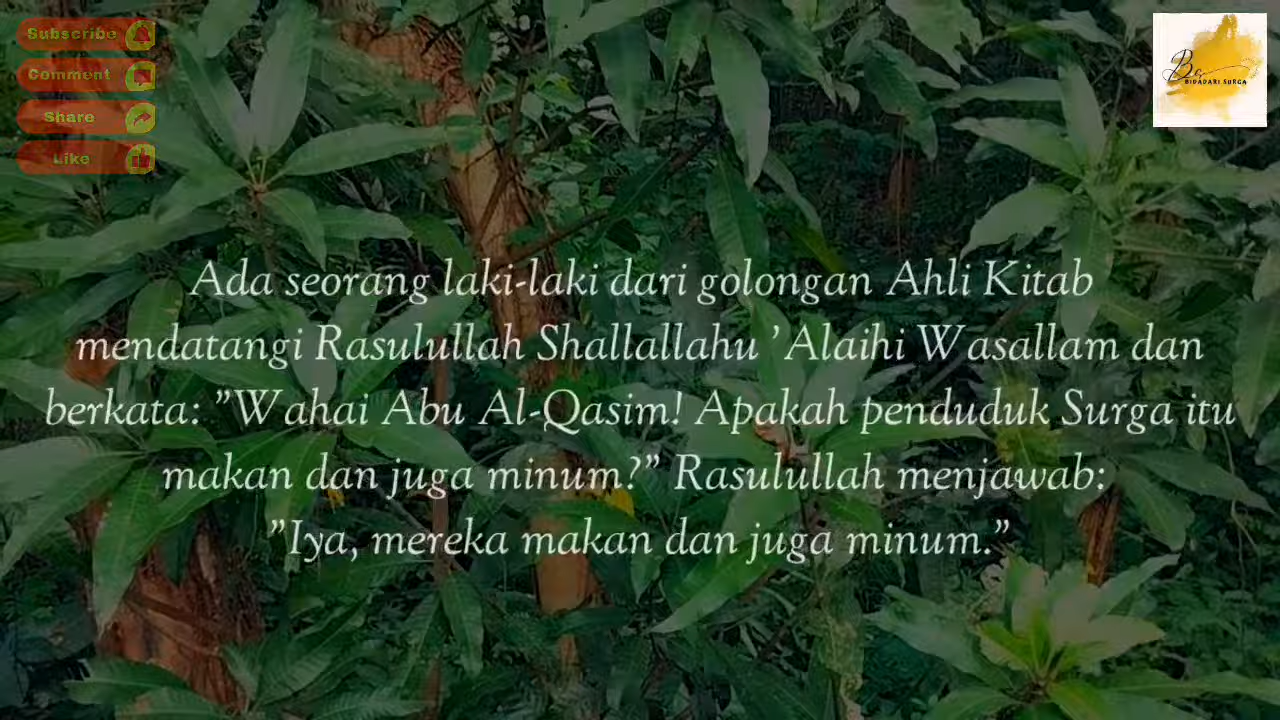 Subscribe
Comment
Share
Like
BIDADARI SURGA
Ada seorang laki-laki dari golongan Ahli Kitab
mendatangi Rasulullah Shallallahu 'Alaihi Wasallam dan
berkata: "Wahai Abu Al-Qasim! Apakah penduduk Surga itu
makan dan juga minum?" Rasulullah menjawab:
"Iya, mereka makan dan juga minum."